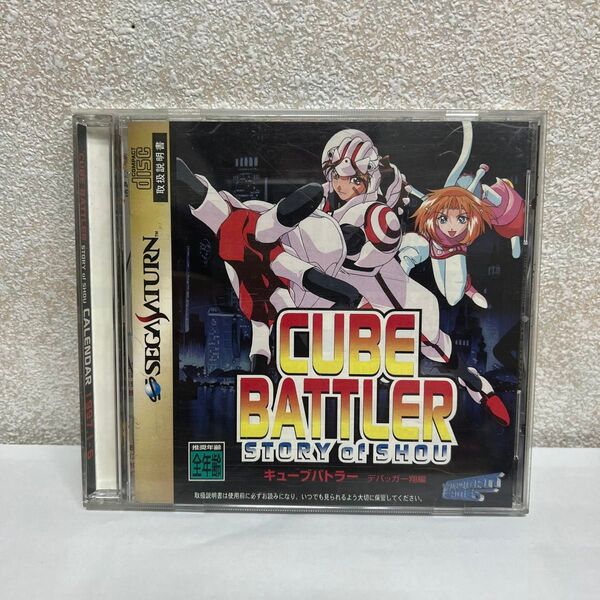 CUBE BATTLER STORY of SHOU CALENDAR 1997/1-6
COMPACT
disc
取扱説明書
SEGA SATURN
CUBE
BATTLER
STORY of SHOU
推奨年齢
全年齢
キューブバトラー デバッガー翔編
取扱説明書は使用前に必ずお読みになり、いつでも見られるよう大切に保管してください。